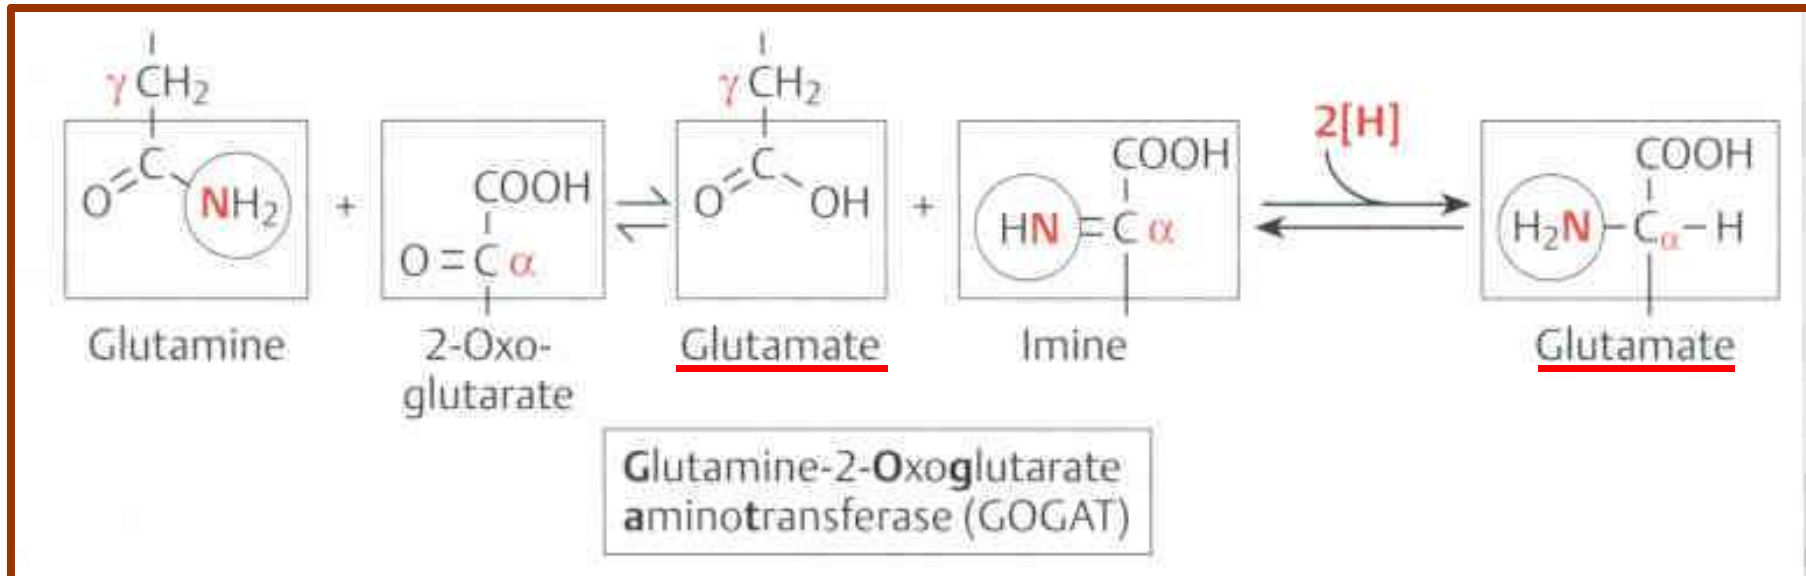 γ CH2
O=C-NH2
Glutamine
+
COOH
O=C α
2-Oxo-
glutarate
γ CH2
O=C-OH
Glutamate
+
COOH
HN=C α
Imine
2[H]
COOH
H2N-Cα-H
Glutamate
Glutamine-2-Oxoglutarate
aminotransferase (GOGAT)